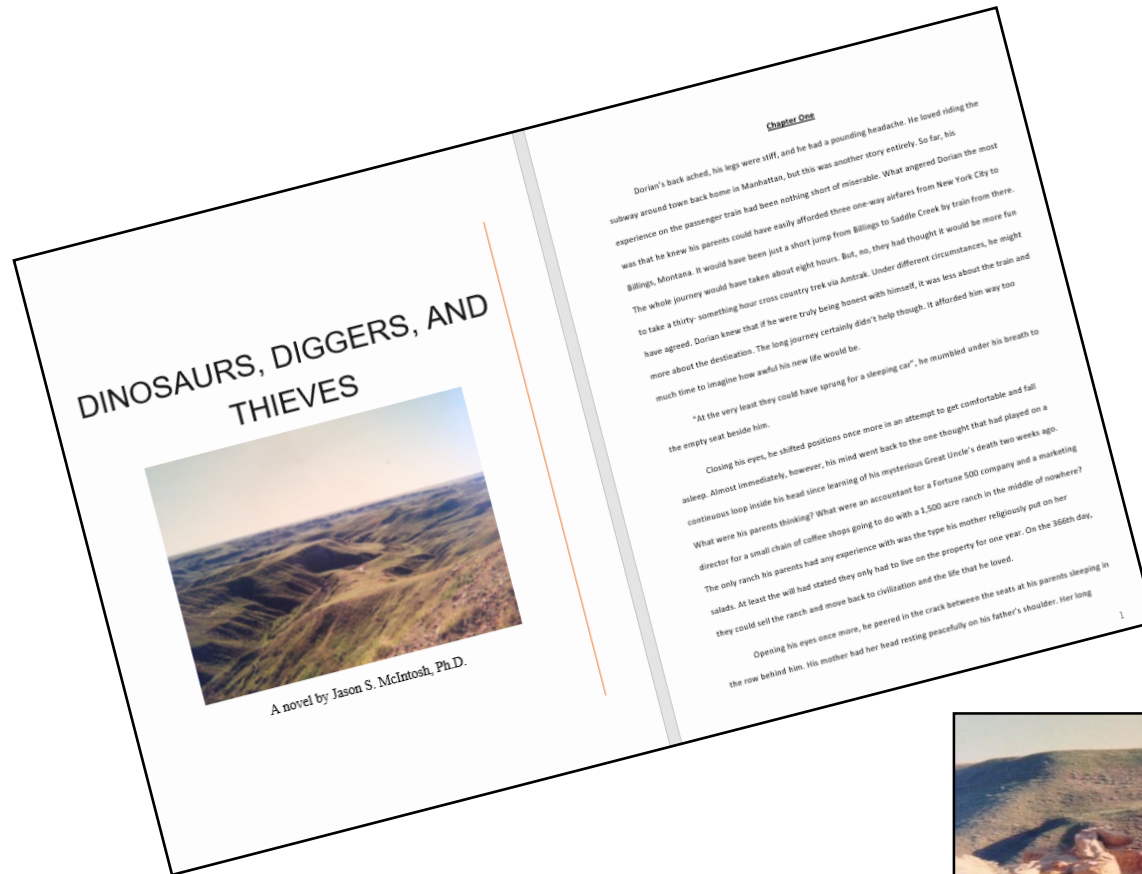 DINOSAURS, DIGGERS, AND
THIEVES
A novel by Jason S. McIntosh, Ph.D.
Chapter One
Dorian's back ached, his legs were stiff, and he had a pounding headache. He loved riding the
subway around town back home in Manhattan, but this was another story entirely. So far, his
experience on the passenger train had been nothing short of miserable. What angered Dorian the most
was that he knew his parents could have easily afforded three one-way airfares from New York City to
Billings, Montana. It would have been just a short jump from Billings to Saddle Creek by train from there.
The whole journey would have taken about eight hours. But, no, they had thought it would be more fun
to take a thirty- something hour cross country trek via Amtrak. Under different circumstances, he might
have agreed. Dorian knew that if he were truly being honest with himself, it was less about the train and
more about the destination. The long journey certainly didn't help though. It afforded him way too
much time to imagine how awful his new life would be.
"At the very least they could have sprung for a sleeping car", he mumbled under his breath to
the empty seat beside him.
Closing his eyes, he shifted positions once more in an attempt to get comfortable and fall
asleep. Almost immediately, however, his mind went back to the one thought that had played on a
continuous loop inside his head since learning of his mysterious Great Uncle's death two weeks ago.
What were his parents thinking? What were an accountant for a Fortune 500 company and a marketing
director for a small chain of coffee shops going to do with a 1,500 acre ranch in the middle of nowhere?
The only ranch his parents had any experience with was the type his mother religiously put on her
salads. At least the will had stated they only had to live on the property for one year. On the 366th day,
they could sell the ranch and move back to civilization and the life that he loved.
Opening his eyes once more, he peered in the crack between the seats at his parents sleeping in
the row behind him. His mother had her head resting peacefully on his father's shoulder. Her long
1